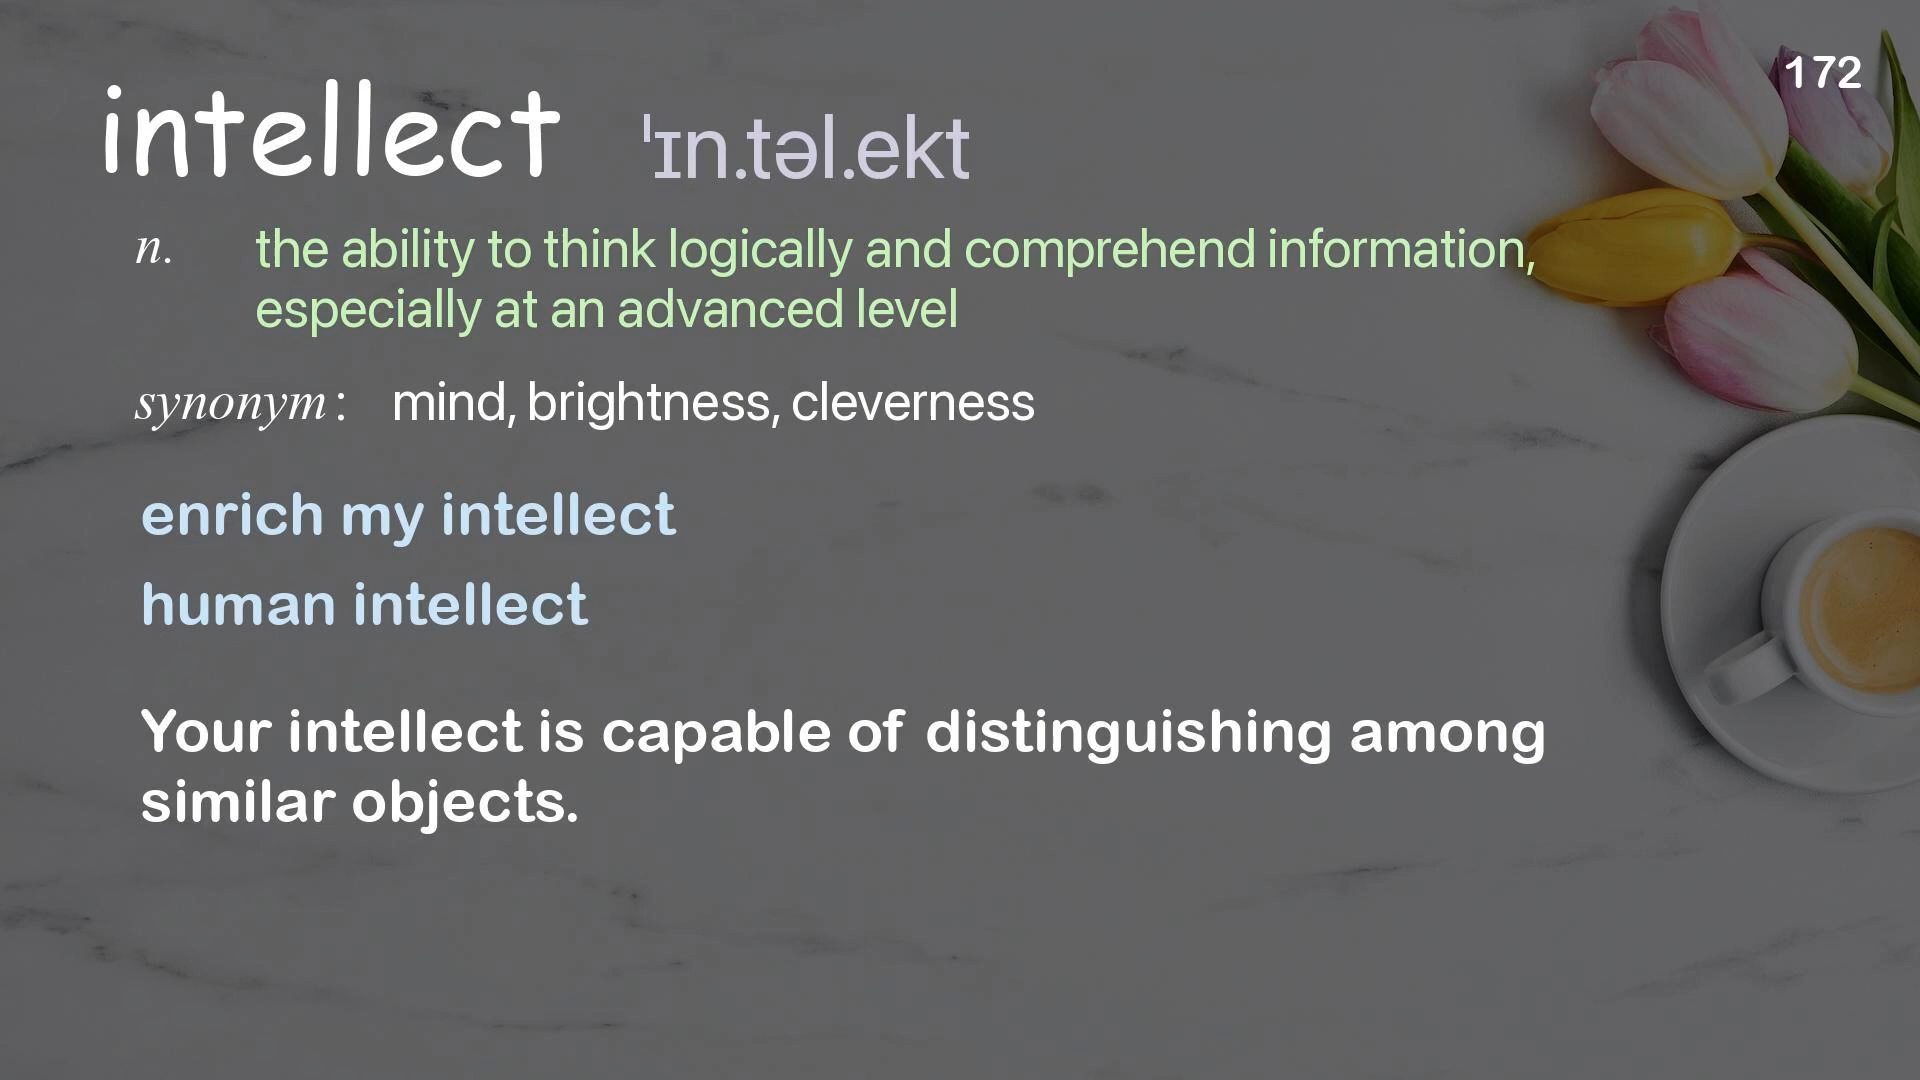 172
intellect ˈɪn.təl.ekt
n. the ability to think logically and comprehend information,
especially at an advanced level
synonym: mind, brightness, cleverness
enrich my intellect
human intellect
Your intellect is capable of distinguishing among
similar objects.